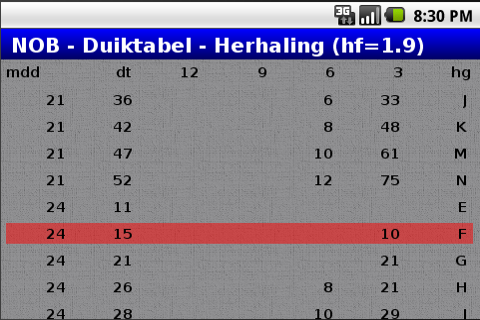 3G 8:30 PM
NOB - Duiktabel - Herhaling (hf=1.9)
mdd dt 12 9 6 3 hg
21 36 6 33 J
21 42 8 48 K
21 47 10 61 M
21 52 12 75 N
24 11 E
24 15 10 F
24 21 21 G
24 26 8 21 H
24 28 10 29 I